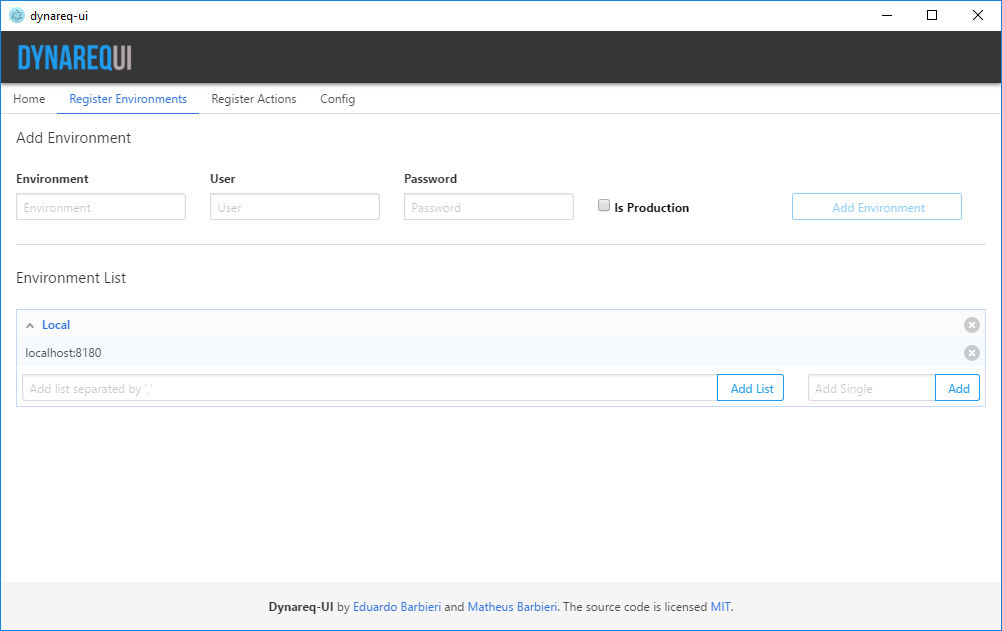 dynareq-ui
DYNAREQUI
Home Register Environments Register Actions Config
Add Environment
Environment User Password
Environment User Password Is Production Add Environment
Environment List
Local
localhost:8180
Add list separated by ',' Add List Add Single Add
Dynareq-UI by Eduardo Barbieri and Matheus Barbieri. The source code is licensed MIT.